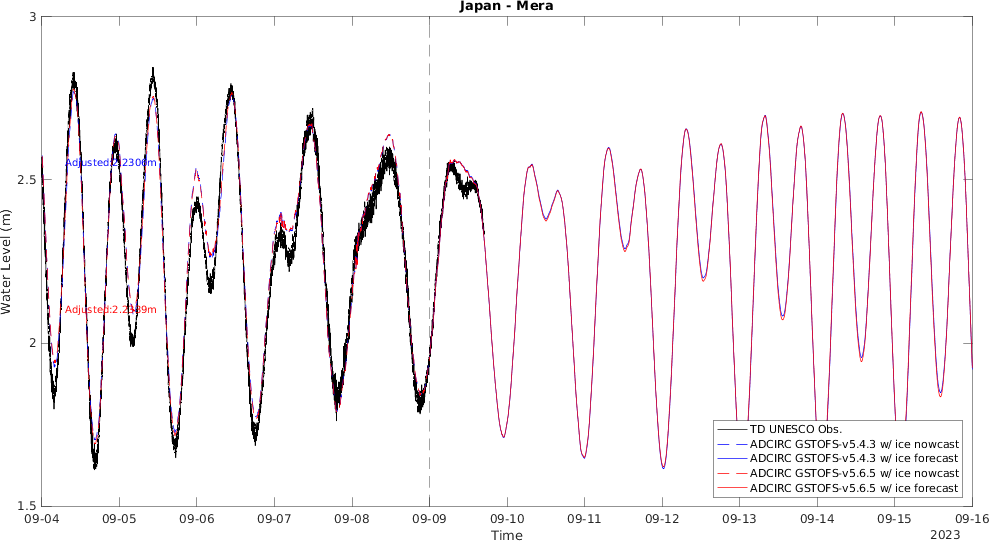 Japan - Mera
3
2.5
2
1.5
Water Level (m)
Adjusted:2.2306m
Adjusted:2.2389m
TD UNESCO Obs.
ADCIRC GSTOFS-v5.4.3 w/ ice nowcast
ADCIRC GSTOFS-v5.4.3 w/ ice forecast
ADCIRC GSTOFS-v5.6.5 w/ ice nowcast
ADCIRC GSTOFS-v5.6.5 w/ ice forecast
09-04 09-05 09-06 09-07 09-08 09-09 09-10 09-11 09-12 09-13 09-14 09-15 09-16
Time
2023